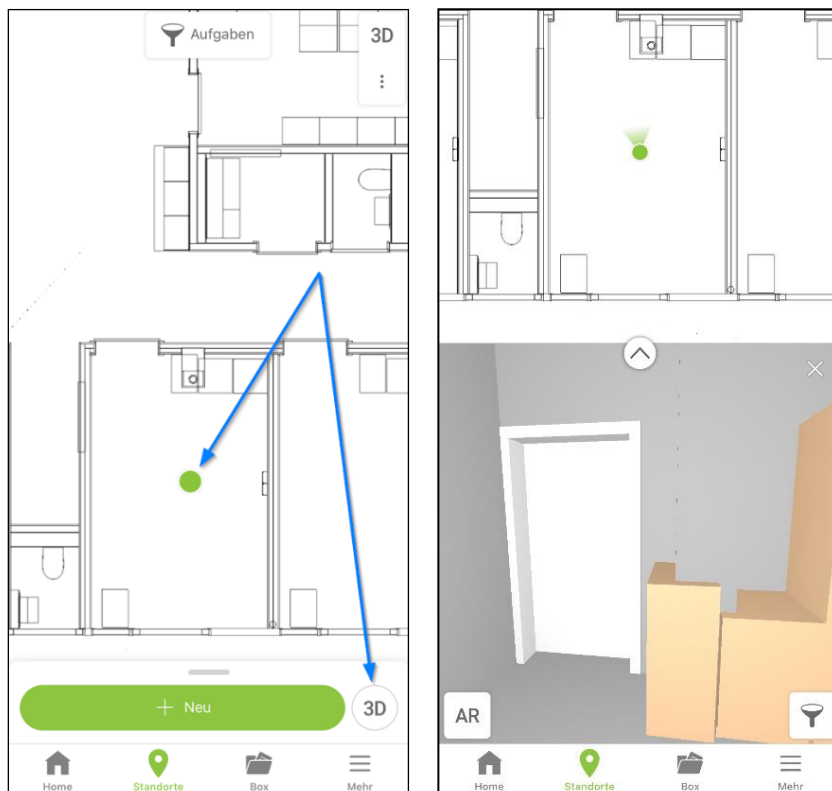 Aufgaben
3D
+ Neu
3D
Home
Standorte
Box
Mehr
AR
Home
Standorte
Box
Mehr